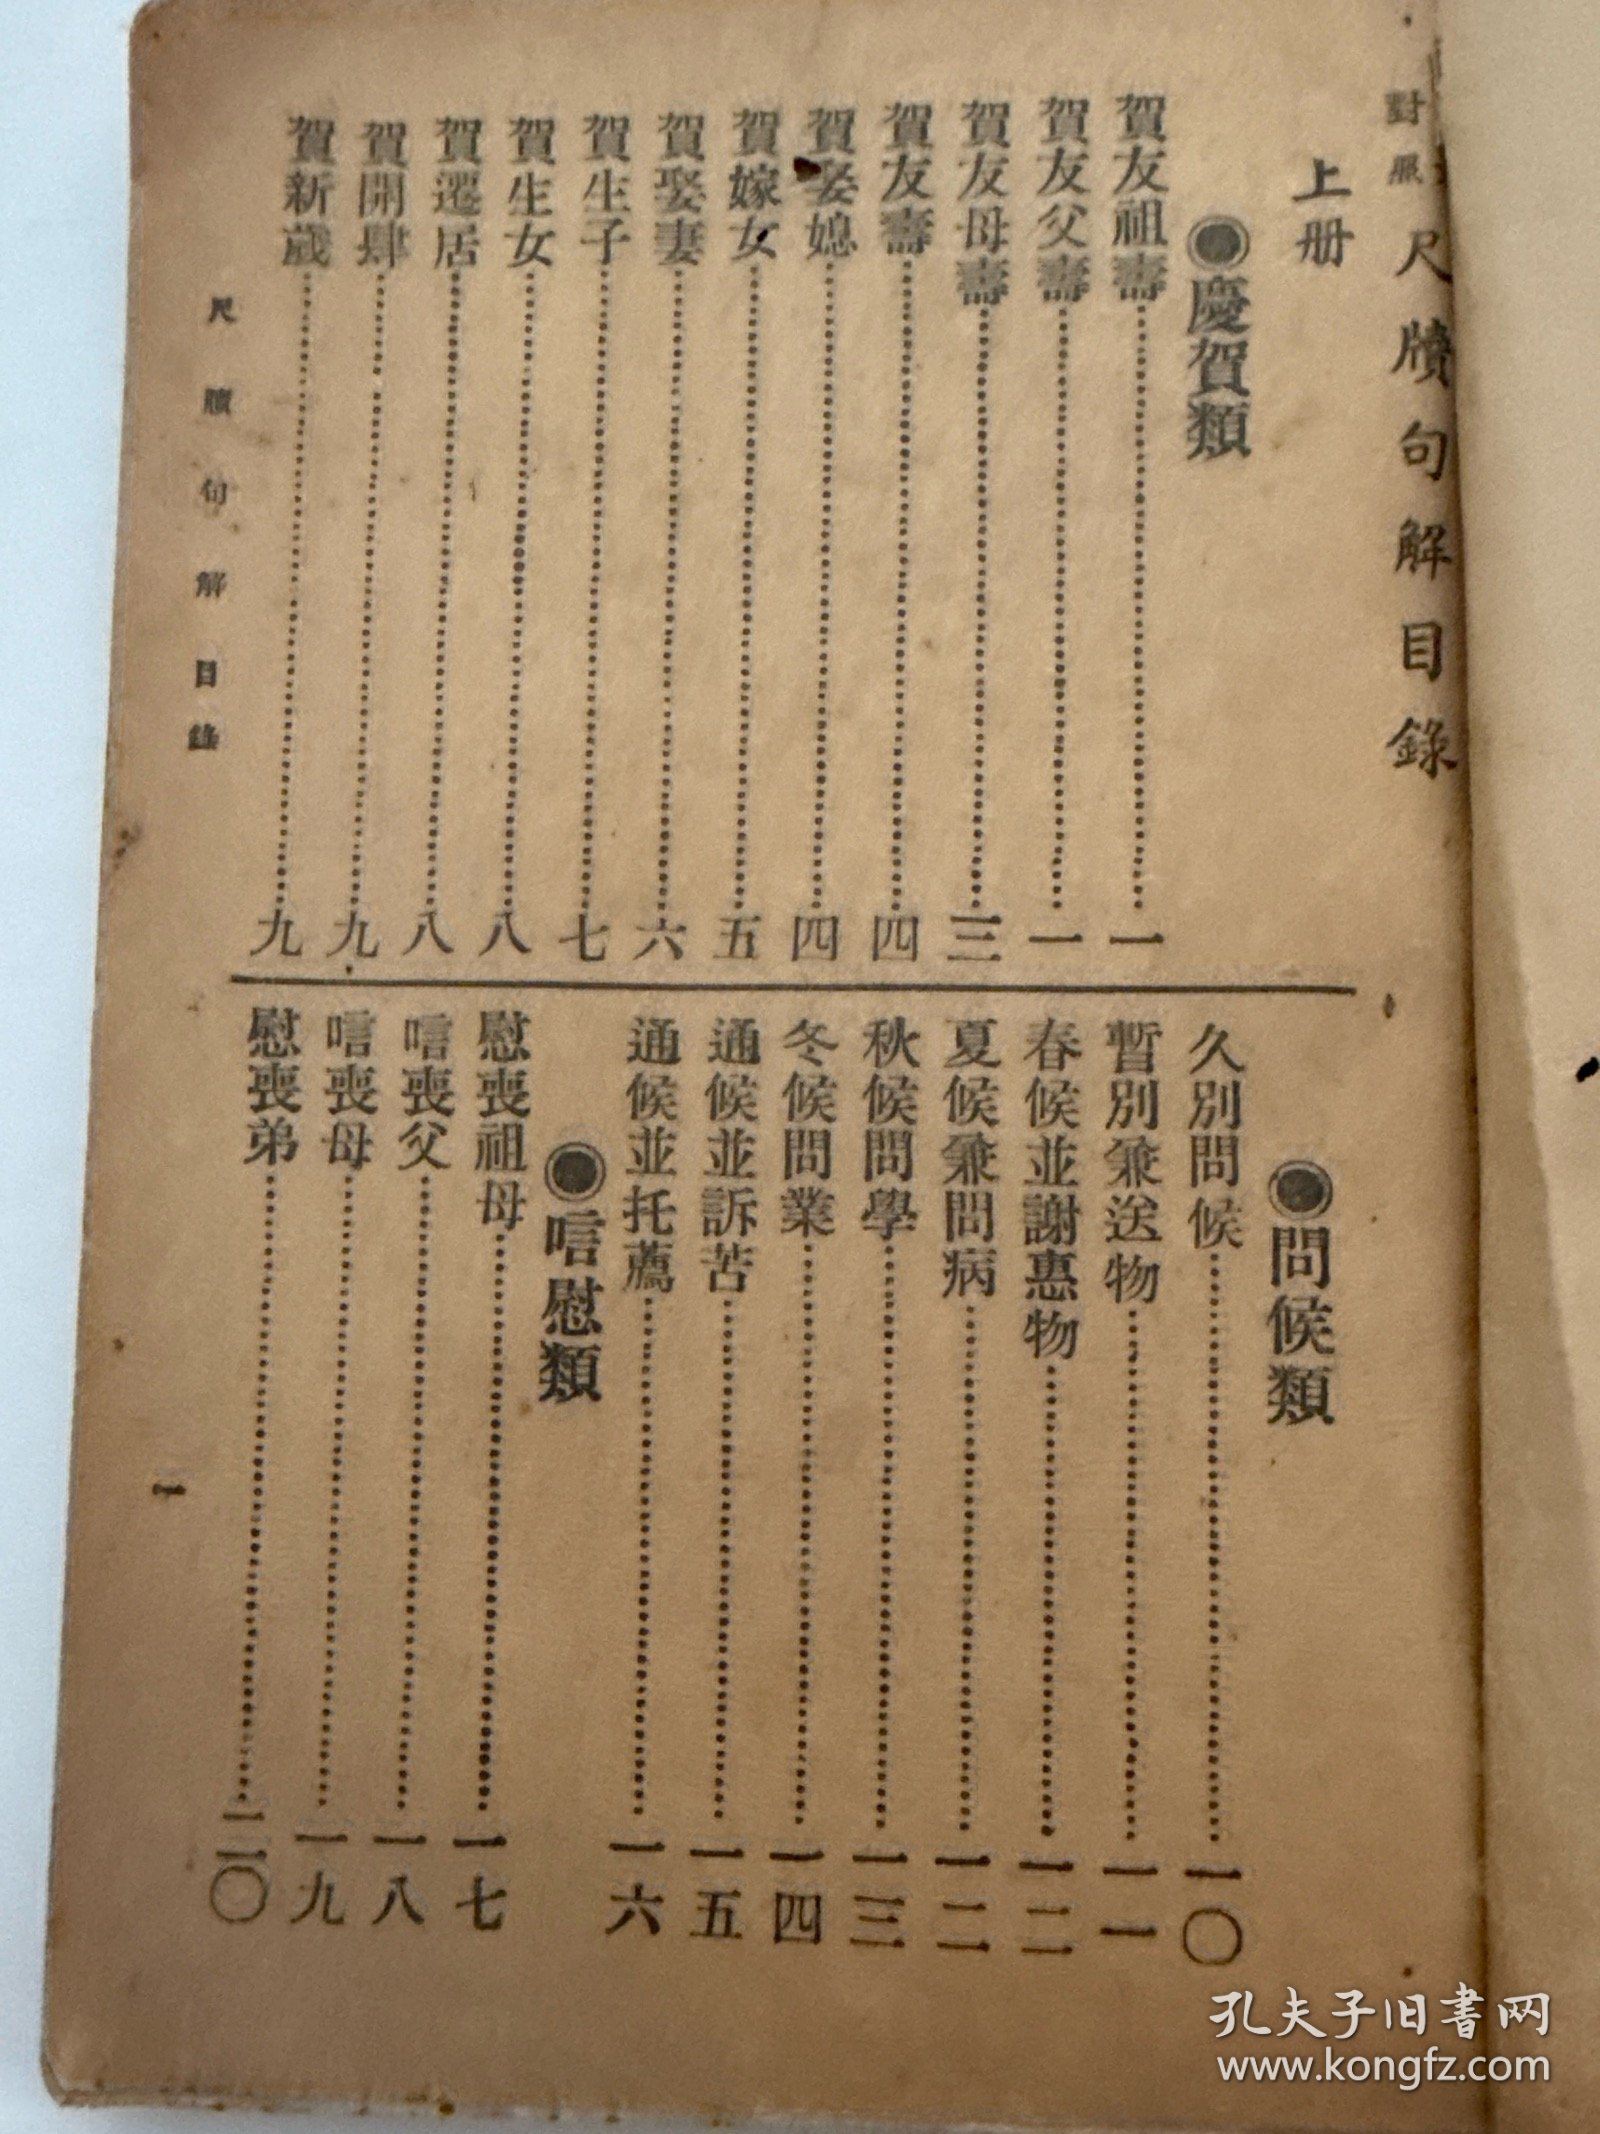 對照
尺牘句解目錄
上册
◉慶賀類
賀友祖壽……一
賀友父壽……一
賀友母壽……三
賀友壽……四
賀娶媳……四
賀嫁女……五
賀娶妻……六
賀生子……七
賀生女……八
賀遷居……八
賀開肆……九
賀新歲……九
◉問候類
久別問候……一〇
暫別兼送物……一一
春候並謝惠物……一二
夏候兼問病……一二
秋候問學……一三
冬候問業……一四
通候並訴苦……一五
通候並托薦……一六
◉唁慰類
慰喪祖母……一七
唁喪父……一八
唁喪母……一九
慰喪弟……二〇
尺牘句解目錄
一
孔夫子旧书网
www.kongfz.com